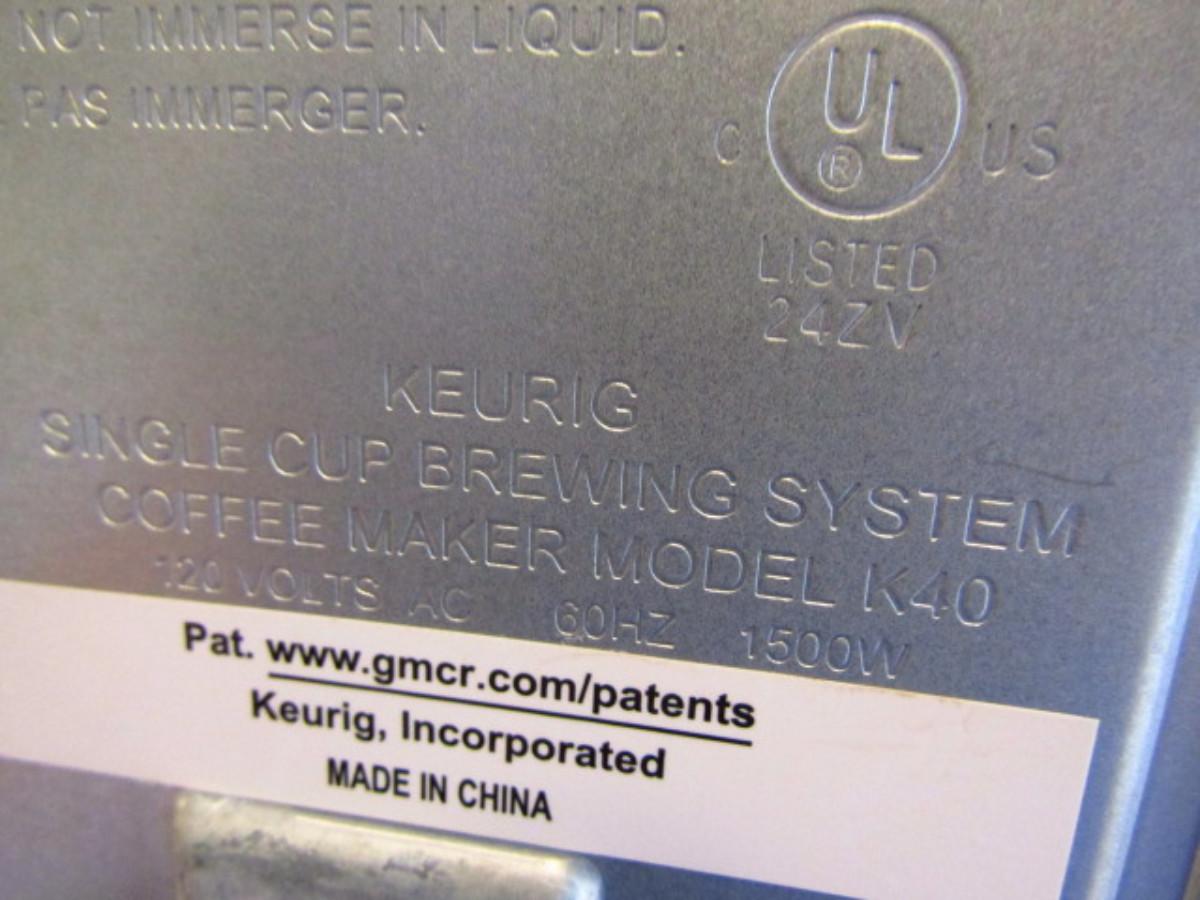 NOT IMMERSE IN LIQUID.
PAS IMMERGER.
C UL ® US
LISTED
24ZV
KEURIG
SINGLE CUP BREWING SYSTEM
COFFEE MAKER MODEL K40
120 VOLTS AC 60HZ 1500W
Pat. www.gmcr.com/patents
Keurig, Incorporated
MADE IN CHINA